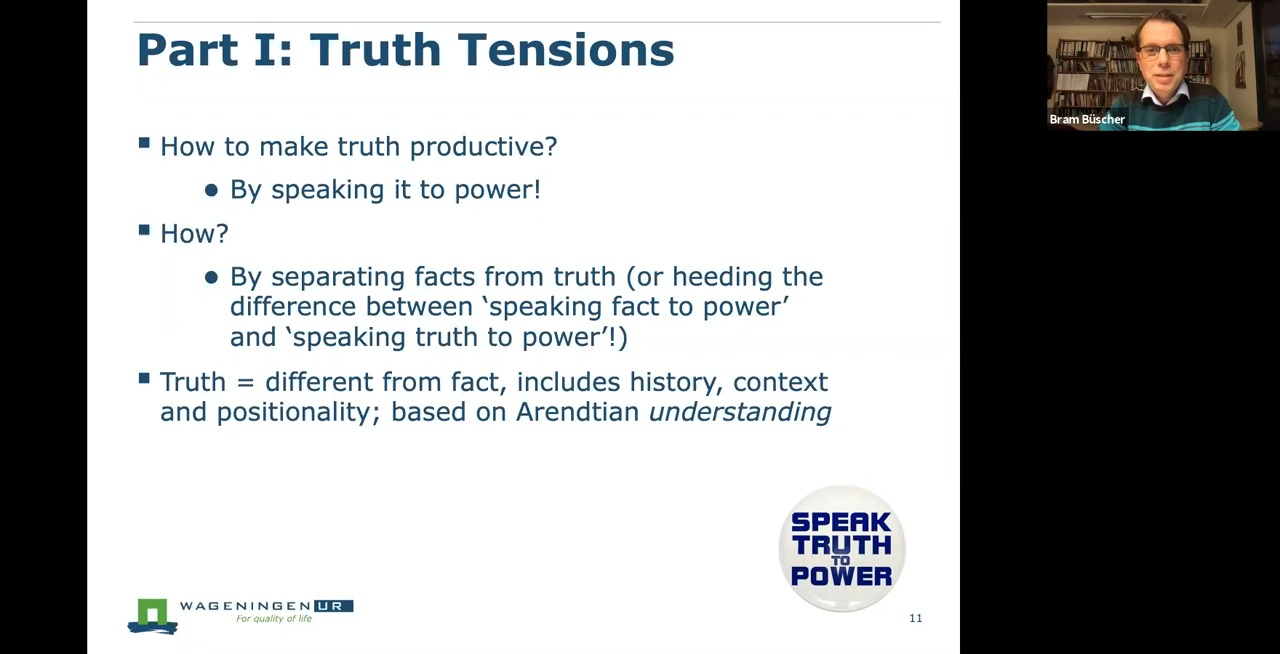 Part I: Truth Tensions
Bram Büscher
How to make truth productive?
By speaking it to power!
How?
By separating facts from truth (or heeding the
difference between ‘speaking fact to power’
and ‘speaking truth to power’!)
Truth = different from fact, includes history, context
and positionality; based on Arendtian understanding
SPEAK
TRUTH
TO
POWER
WAGENINGEN UR
For quality of life
11